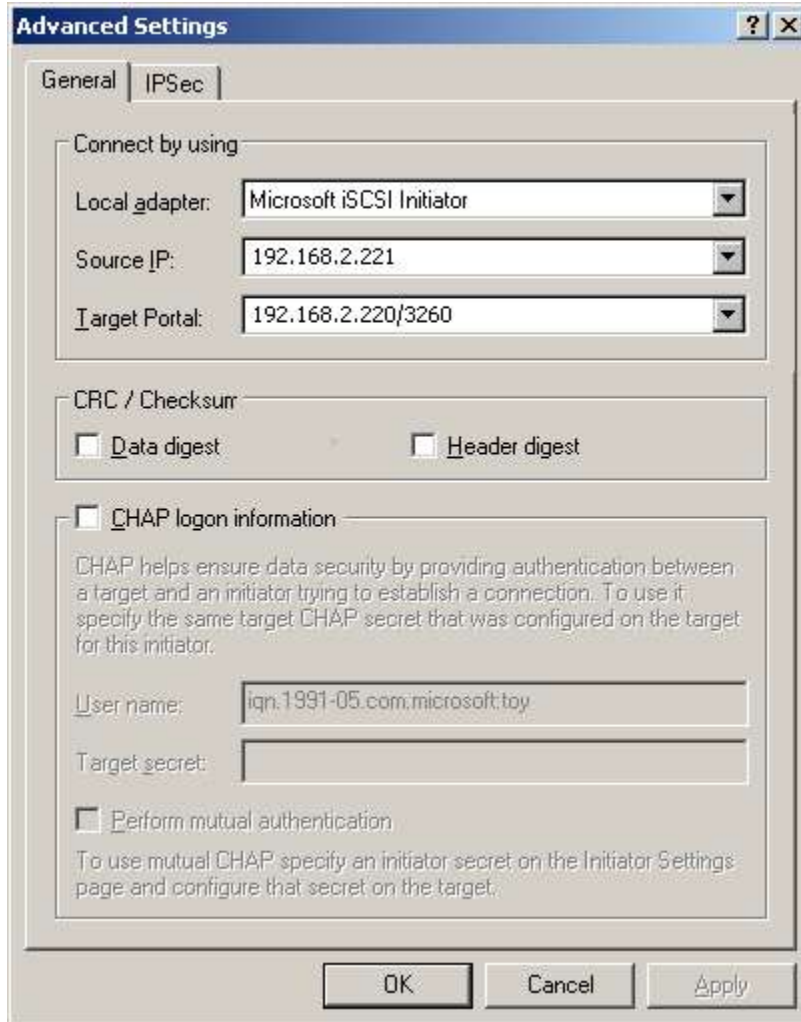 Advanced Settings
General
IPSec
Connect by using
Local adapter:
Microsoft iSCSI Initiator
Source IP:
192.168.2.221
Target Portal:
192.168.2.220/3260
CRC / Checksum
Data digest
Header digest
CHAP logon information
CHAP helps ensure data security by providing authentication between
a target and an initiator trying to establish a connection. To use it
specify the same target CHAP secret that was configured on the target
for this initiator.
User name:
iqn.1991-05.com.microsoft:toy
Target secret:
Perform mutual authentication
To use mutual CHAP specify an initiator secret on the Initiator Settings
page and configure that secret on the target.
OK
Cancel
Apply